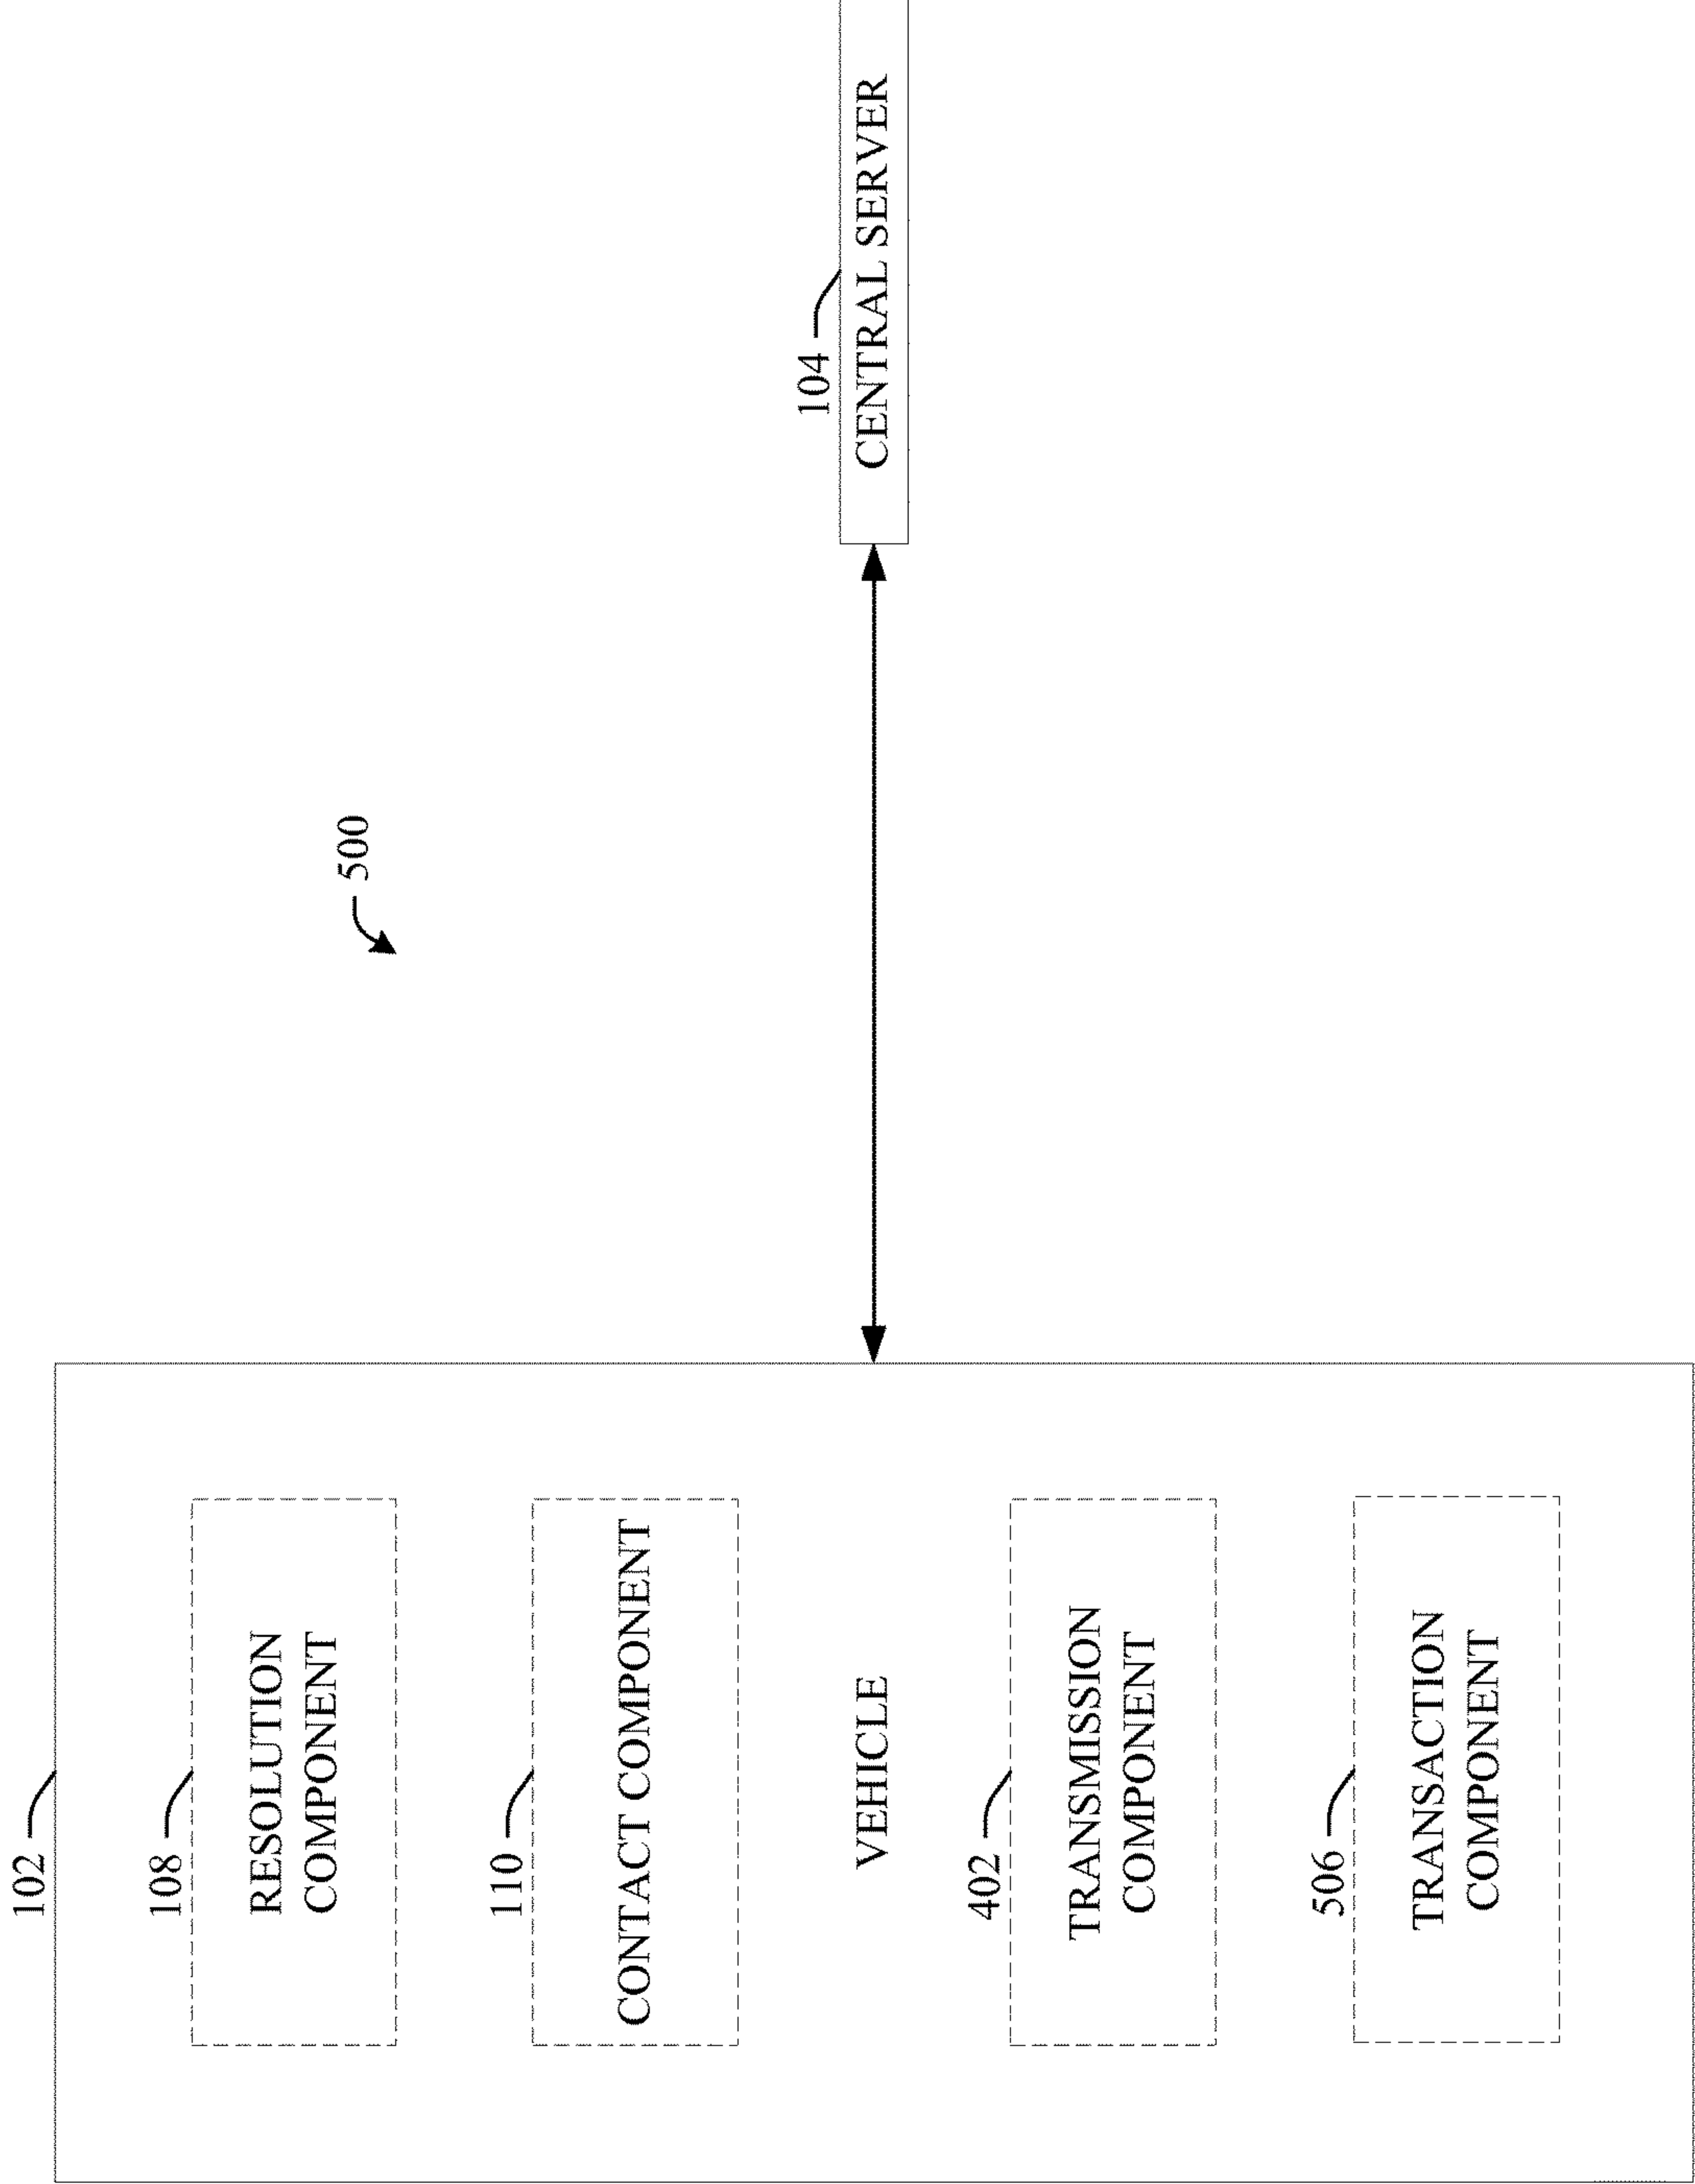 500
102
108
RESOLUTION
COMPONENT
110
CONTACT COMPONENT
VEHICLE
402
TRANSMISSION
COMPONENT
506
TRANSACTION
COMPONENT
104
CENTRAL SERVER